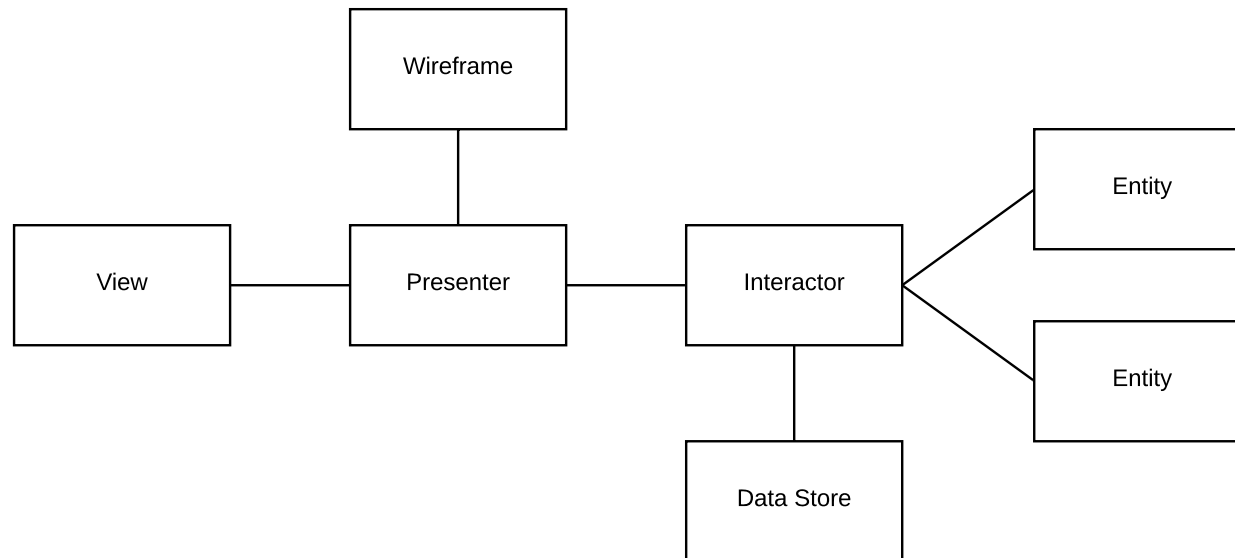 Wireframe
Entity
View
Presenter
Interactor
Entity
Data Store